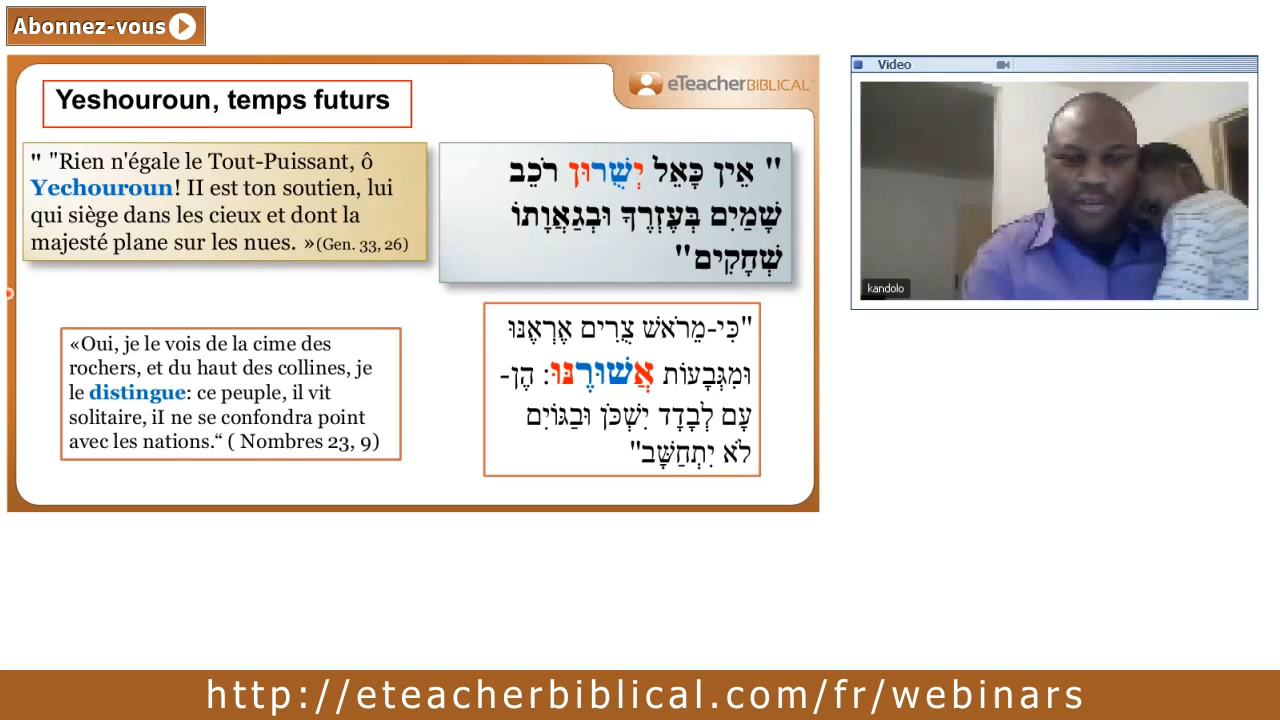 Abonnez-vous
eTeacherBIBLICAL
Yeshouroun, temps futurs
" "Rien n'égale le Tout-Puissant, ô
Yechouroun! II est ton soutien, lui
qui siège dans les cieux et dont la
majesté plane sur les nues. »(Gen. 33, 26)
" אֵין כָּאֵל יְשֻׁרוּן רֹכֵב
שָׁמַיִם בְּעֶזְרֶךָ וּבְגַאֲוָתוֹ
שְׁחָקִים"
«Oui, je le vois de la cime des
rochers, et du haut des collines, je
le distingue: ce peuple, il vit
solitaire, iI ne se confondra point
avec les nations.“ ( Nombres 23, 9)
"כִּי-מֵרֹאשׁ צֻרִים אֶרְאֶנּוּ
וּמִגְּבָעוֹת אֲשׁוּרֶנּוּ: הֶן-
עָם לְבָדָד יִשְׁכֹּן וּבַגּוֹיִם
לֹא יִתְחַשָּׁב"
Video
kandolo
http://eteacherbiblical.com/fr/webinars